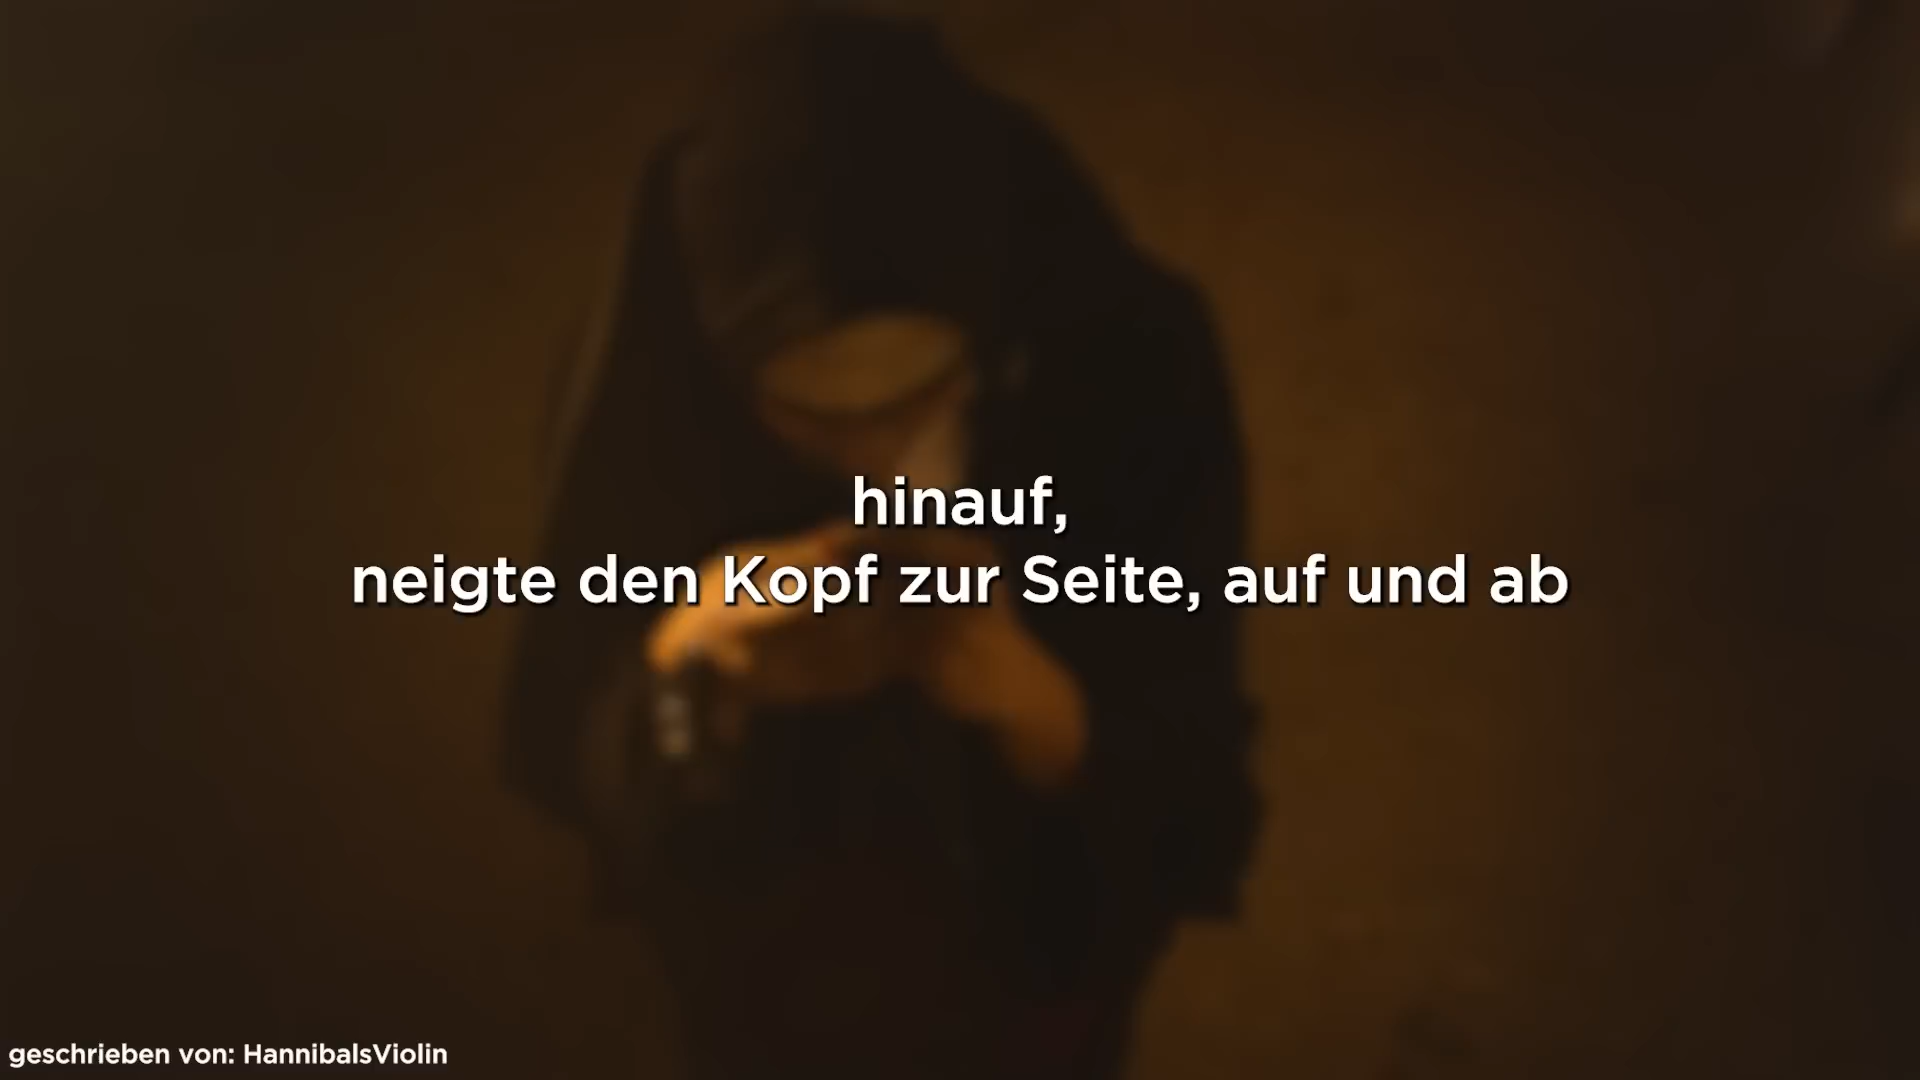 hinauf,
neigte den Kopf zur Seite, auf und ab
geschrieben von: HannibalsViolin